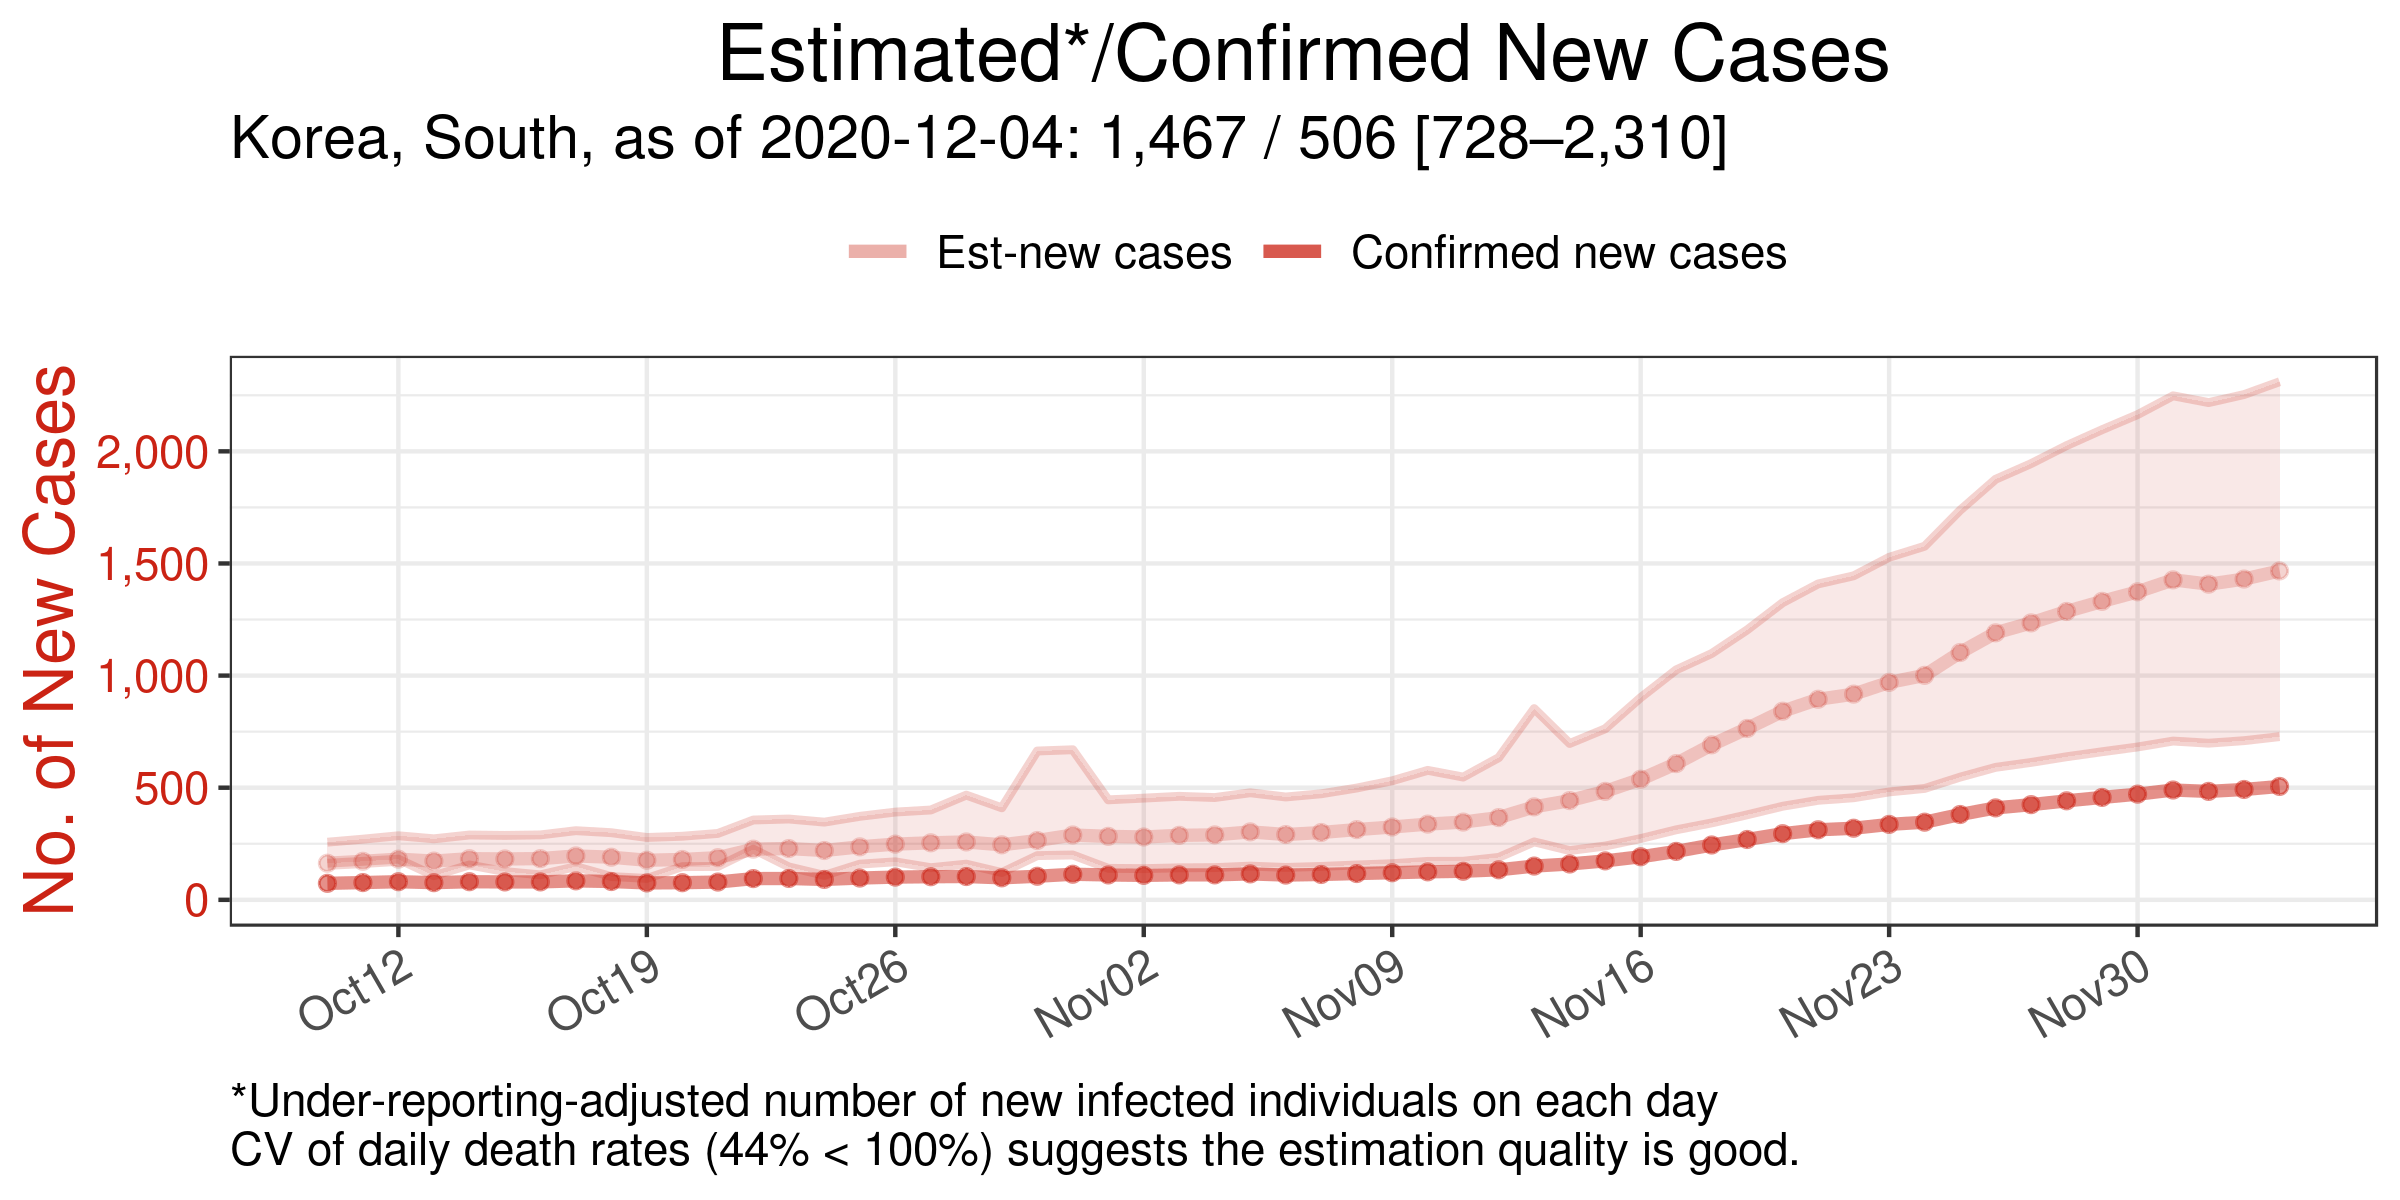 Estimated*/Confirmed New Cases
Korea, South, as of 2020-12-04: 1,467 / 506 [728–2,310]
Est-new cases Confirmed new cases
No. of New Cases
2,000
1,500
1,000
500
0
Oct12 Oct19 Oct26 Nov02 Nov09 Nov16 Nov23 Nov30
*Under-reporting-adjusted number of new infected individuals on each day
CV of daily death rates (44% < 100%) suggests the estimation quality is good.